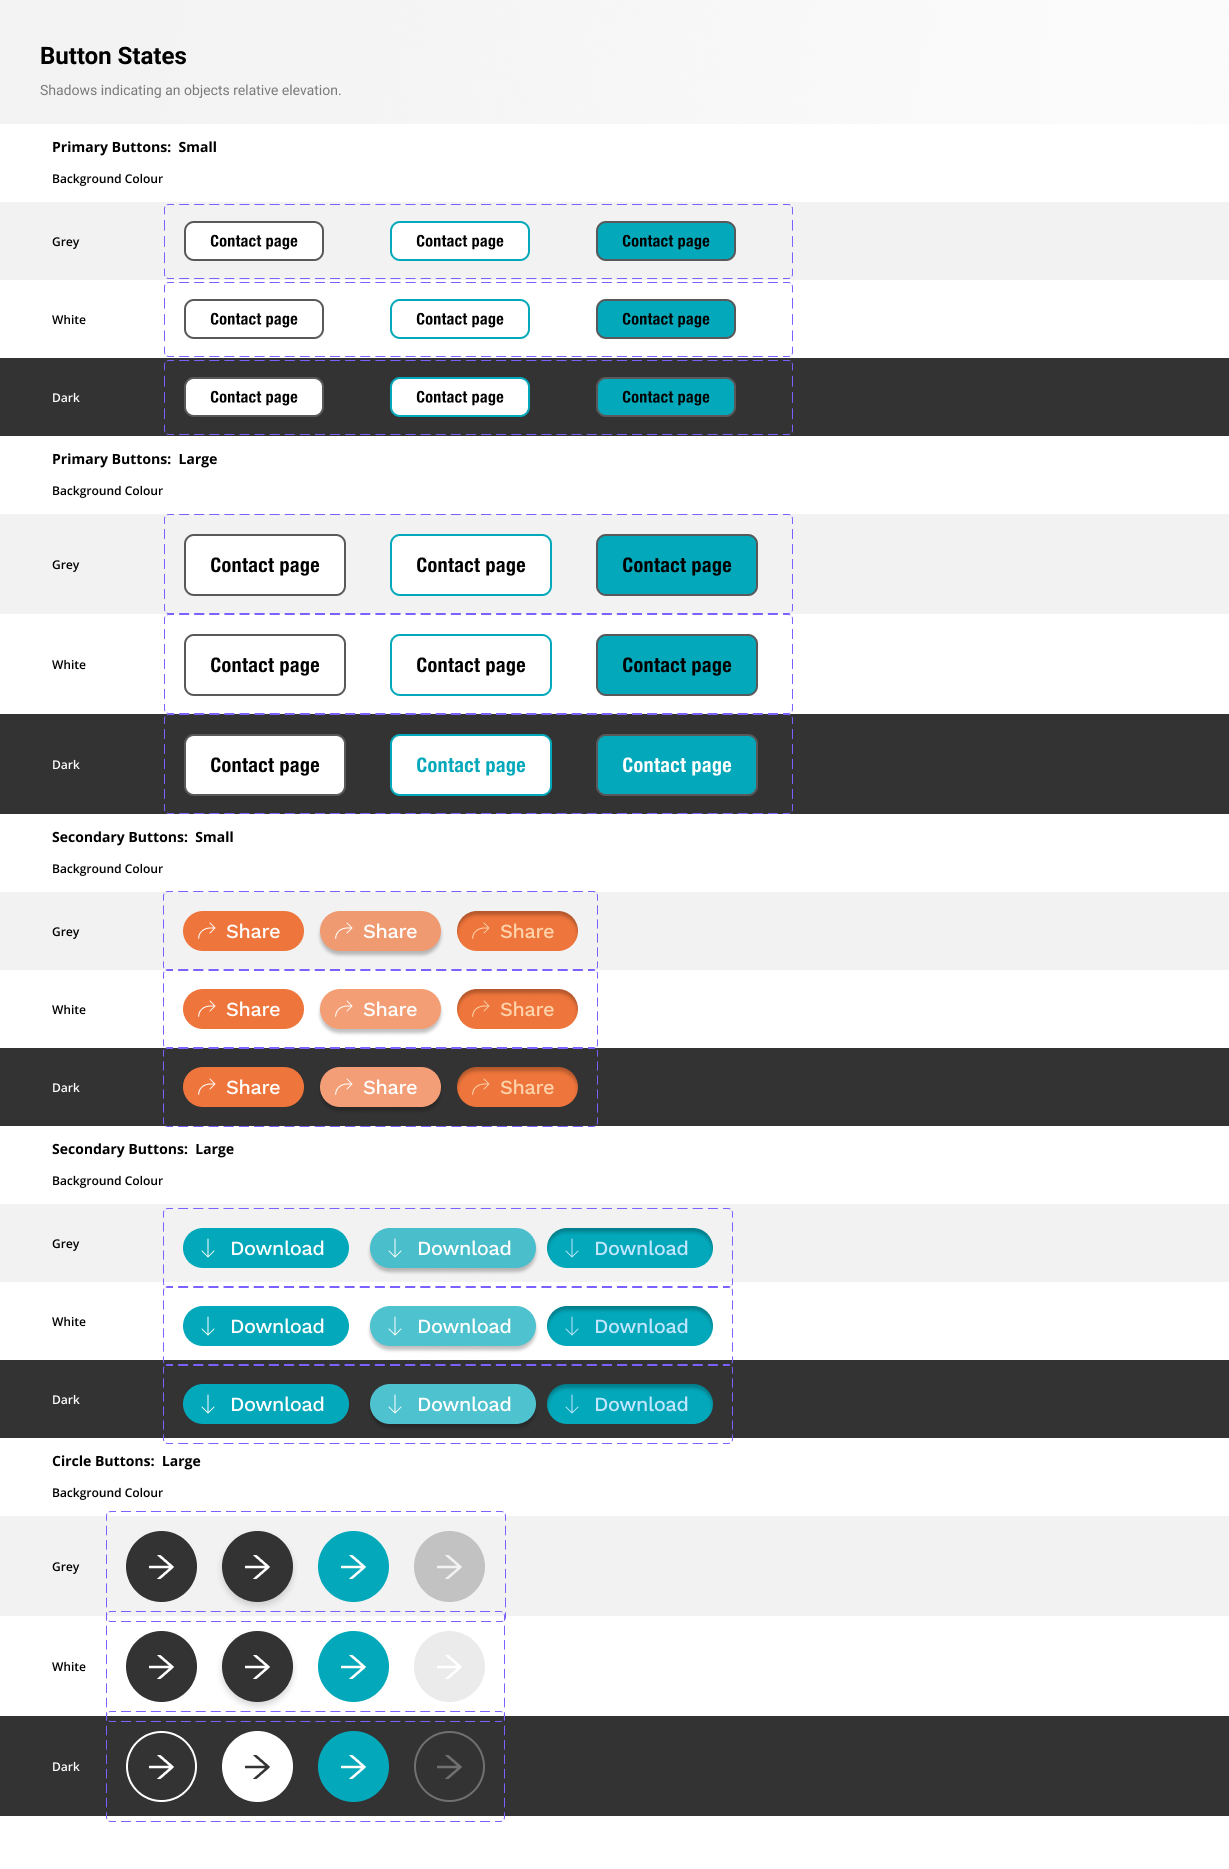 Button States
Shadows indicating an objects relative elevation.
Primary Buttons:  Small
Background Colour
Grey
Contact page
Contact page
Contact page
White
Contact page
Contact page
Contact page
Dark
Contact page
Contact page
Contact page
Primary Buttons:  Large
Background Colour
Grey
Contact page
Contact page
Contact page
White
Contact page
Contact page
Contact page
Dark
Contact page
Contact page
Contact page
Secondary Buttons:  Small
Background Colour
Grey
Share
Share
Share
White
Share
Share
Share
Dark
Share
Share
Share
Secondary Buttons:  Large
Background Colour
Grey
Download
Download
Download
White
Download
Download
Download
Dark
Download
Download
Download
Circle Buttons:  Large
Background Colour
Grey
White
Dark